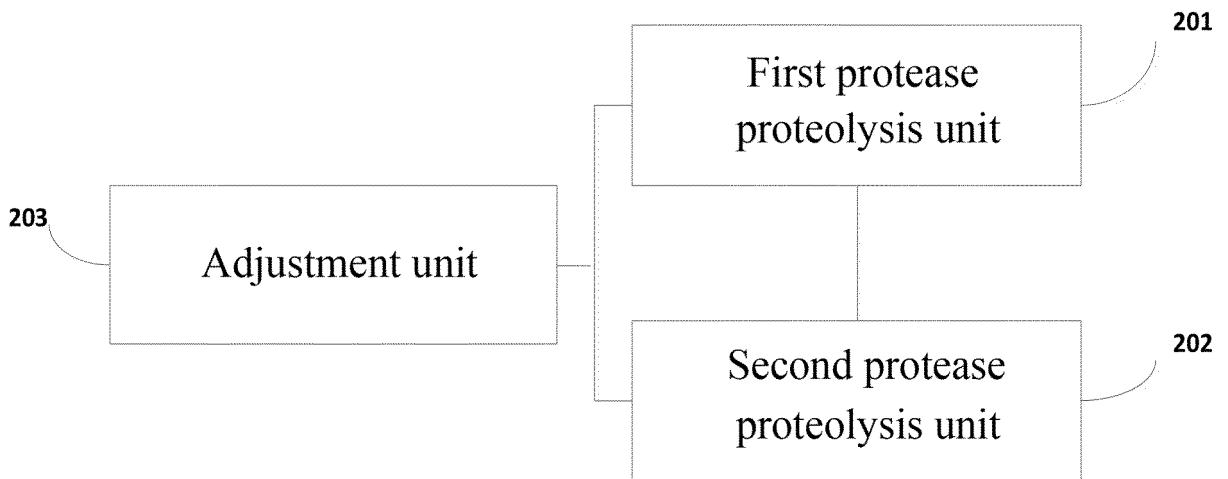 201
First protease
proteolysis unit
203
Adjustment unit
202
Second protease
proteolysis unit